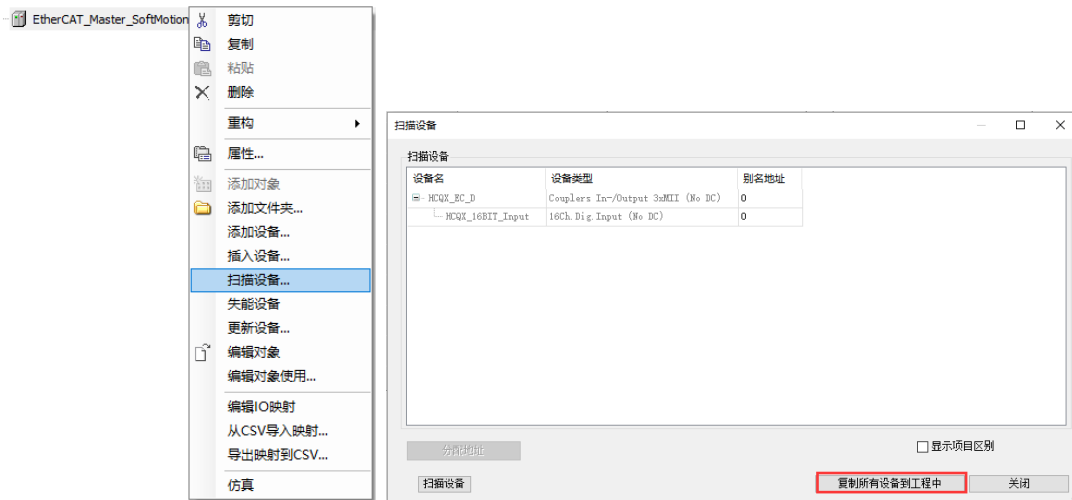 EtherCAT_Master_SoftMotion
剪切
复制
粘贴
删除
重构
属性...
添加对象
添加文件夹...
添加设备...
插入设备...
扫描设备...
失能设备
更新设备...
编辑对象
编辑对象使用...
编辑IO映射
从CSV导入映射...
导出映射到CSV...
仿真
扫描设备
扫描设备
设备名 设备类型 别名地址
HCQX_EC_D Couplers In-/Output 3xMII (No DC) 0
HCQX_16BIT_Input 16Ch. Dig. Input (No DC) 0
分配地址
显示项目区别
扫描设备
复制所有设备到工程中
关闭